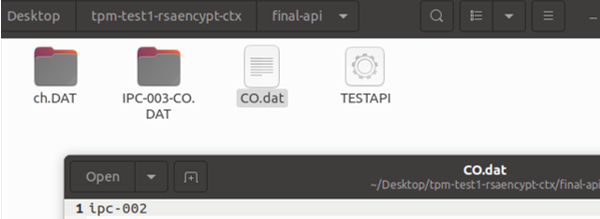 Desktop tpm-test1-rsaencypt-ctx final-api
ch.DAT IPC-003-CO. CO.dat TESTAPI
DAT
Open CO.dat
~/Desktop/tpm-test1-rsaencypt-ctx/final-api
1 ipc-002